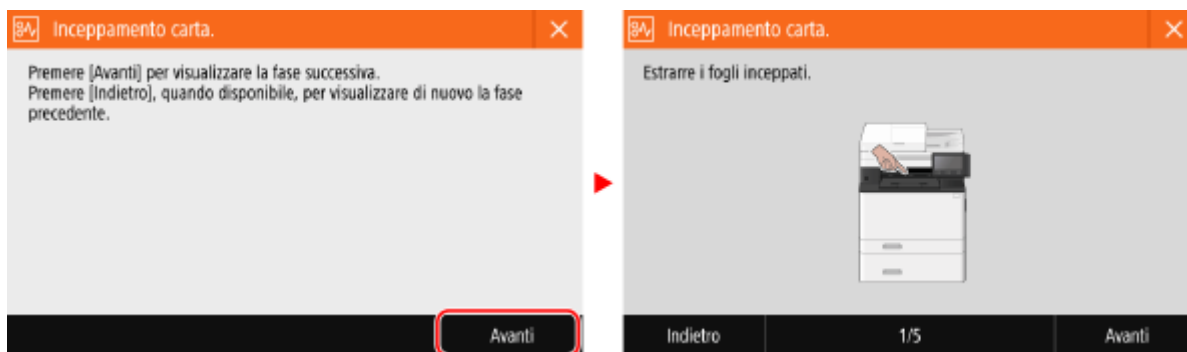 Inceppamento carta.
Premere [Avanti] per visualizzare la fase successiva.
Premere [Indietro], quando disponibile, per visualizzare di nuovo la fase
precedente.
Avanti
Inceppamento carta.
Estrarre i fogli inceppati.
Indietro
1/5
Avanti